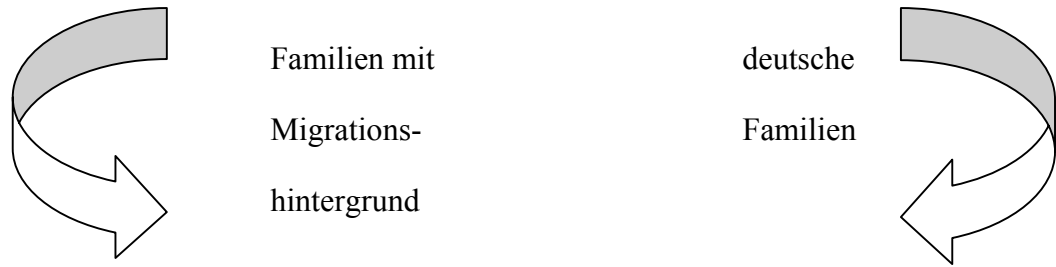 Familien mit
Migrations-
hintergrund
deutsche
Familien